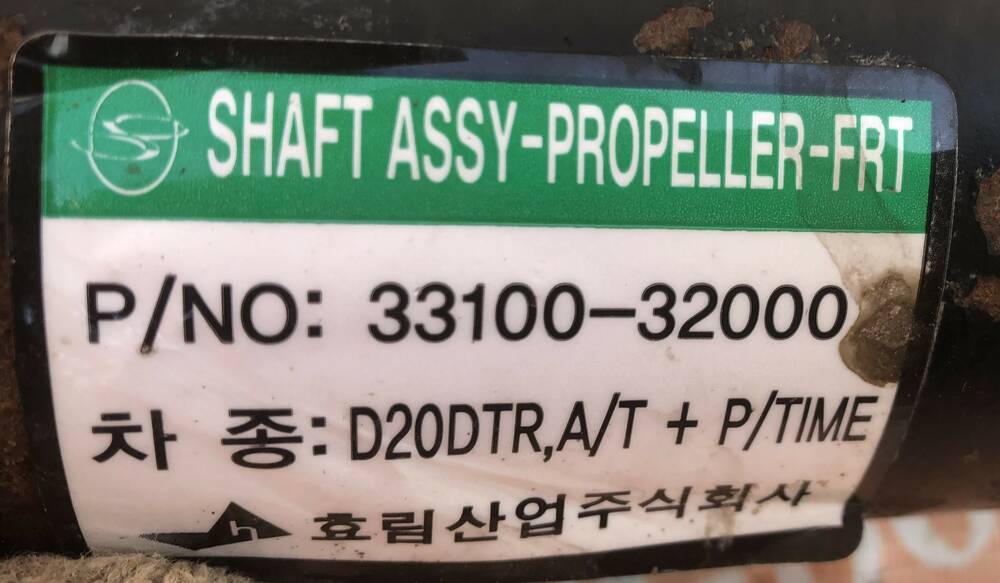 SHAFT ASSY-PROPELLER-FRT
P/NO: 33100-32000
차 종: D20DTR,A/T + P/TIME
효림산업주식회사